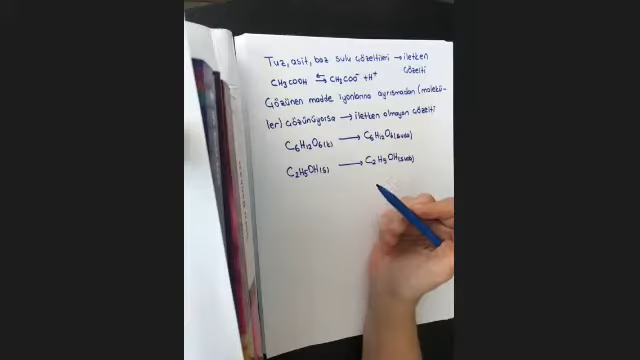 Tuz, asit, baz sulu çözeltileri → iletken
çözelti
CH₃COOH ⇆ CH₃COO⁻ + H⁺
Çözünen madde iyonlarına ayrışmadan (molekü-
ler) çözünüyorsa → iletken olmayan çözelti
C₆H₁₂O₆(k) → C₆H₁₂O₆(suda)
C₂H₅OH(s) → C₂H₅OH(suda)